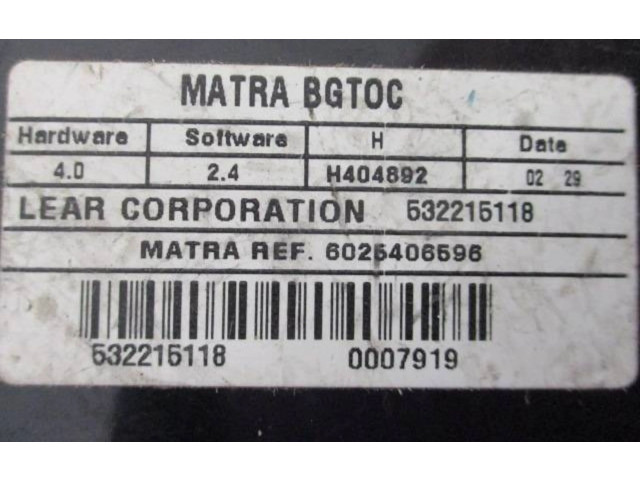 MATRA BGTOC
Hardware Software H Date
4.0 2.4 H404892 02 29
LEAR CORPORATION 532215118
MATRA REF. 6025406596
532215118 0007919